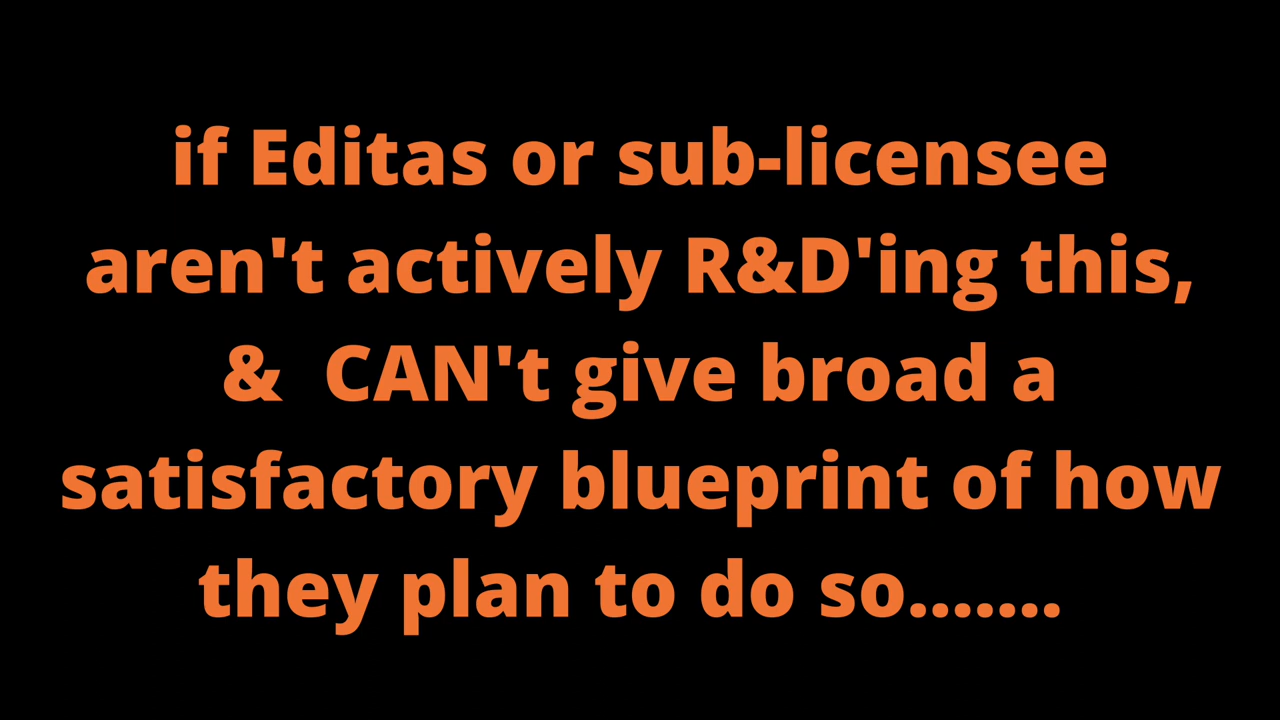 if Editas or sub-licensee
aren't actively R&D'ing this,
&  CAN't give broad a
satisfactory blueprint of how
they plan to do so.......